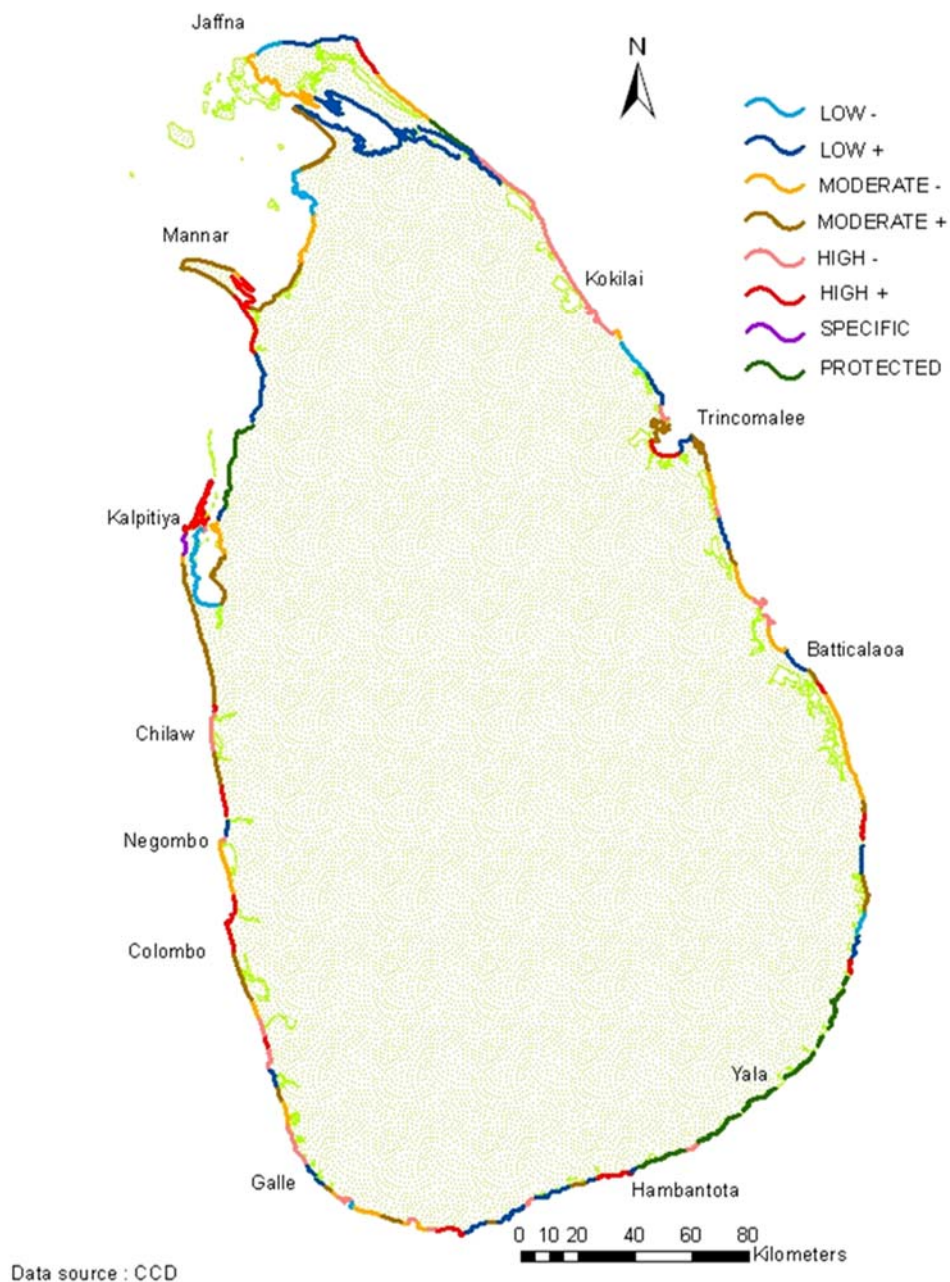 Jaffna
N
LOW -
LOW +
MODERATE -
MODERATE +
HIGH -
HIGH +
SPECIFIC
PROTECTED
Mannar
Kokilai
Trincomalee
Kalpitiya
Batticalaoa
Chilaw
Negombo
Colombo
Yala
Galle
Hambantota
0 10 20 40 60 80
Kilometers
Data source : CCD